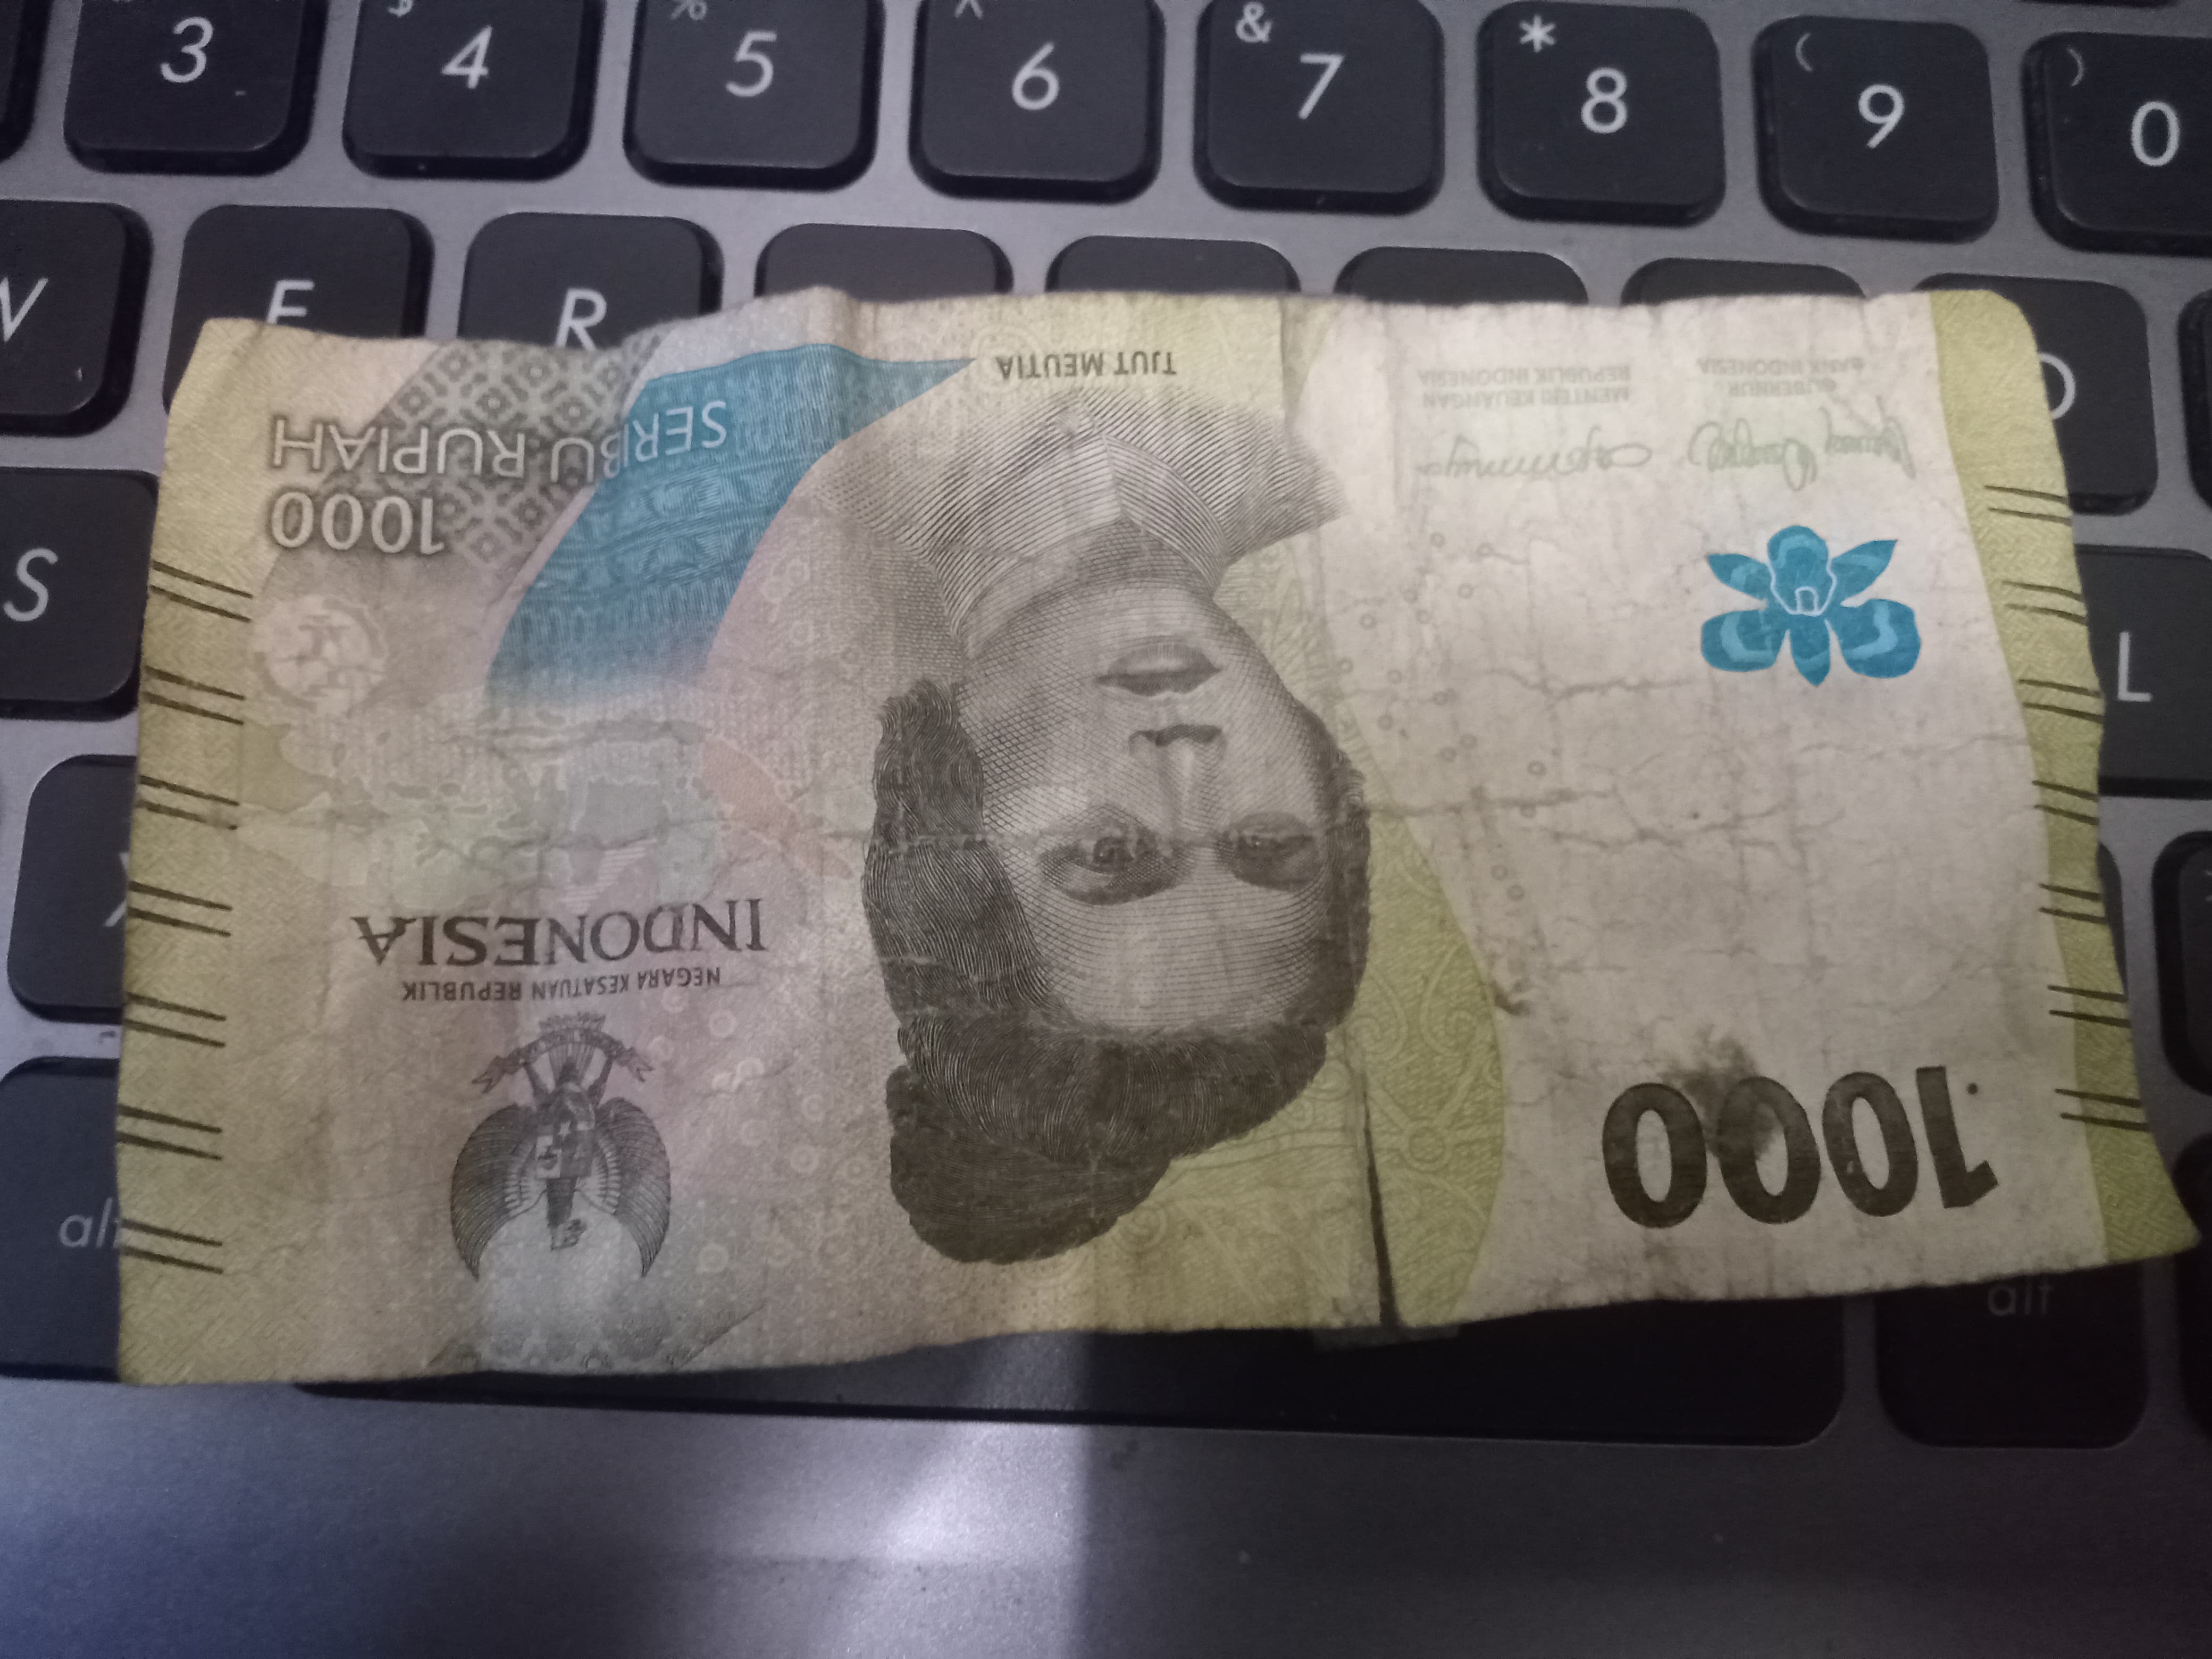 3 $ 4 % 5 ^ 6 & 7 * 8 ( 9 ) 0
W E R
S
L
alt
alt
NEGARA KESATUAN REPUBLIK
INDONESIA
1000
1000
SERIBU RUPIAH
TJUT MEUTIA
GUBERNUR
BANK INDONESIA
MENTERI KEUANGAN
REPUBLIK INDONESIA